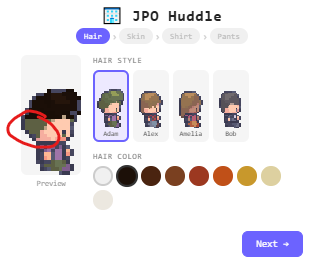 JPO Huddle
Hair › Skin › Shirt › Pants
HAIR STYLE
Adam Alex Amelia Bob
Preview
HAIR COLOR
Next →